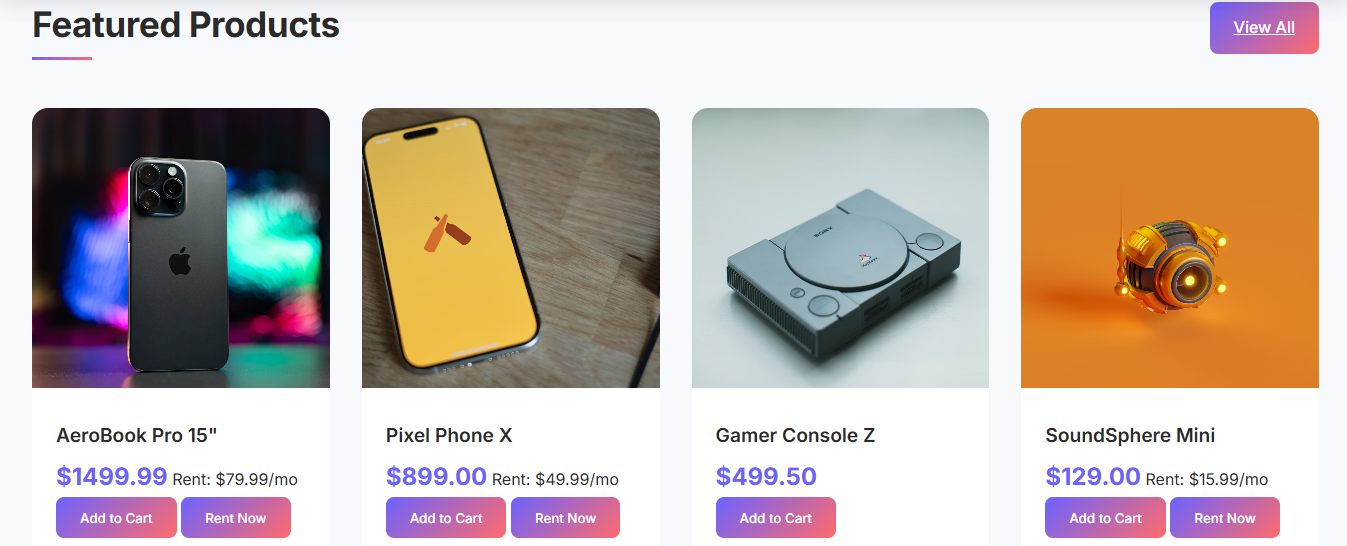 Featured Products
View All
SONY
AeroBook Pro 15"
$1499.99 Rent: $79.99/mo
Add to Cart Rent Now
Pixel Phone X
$899.00 Rent: $49.99/mo
Add to Cart Rent Now
Gamer Console Z
$499.50
Add to Cart
SoundSphere Mini
$129.00 Rent: $15.99/mo
Add to Cart Rent Now